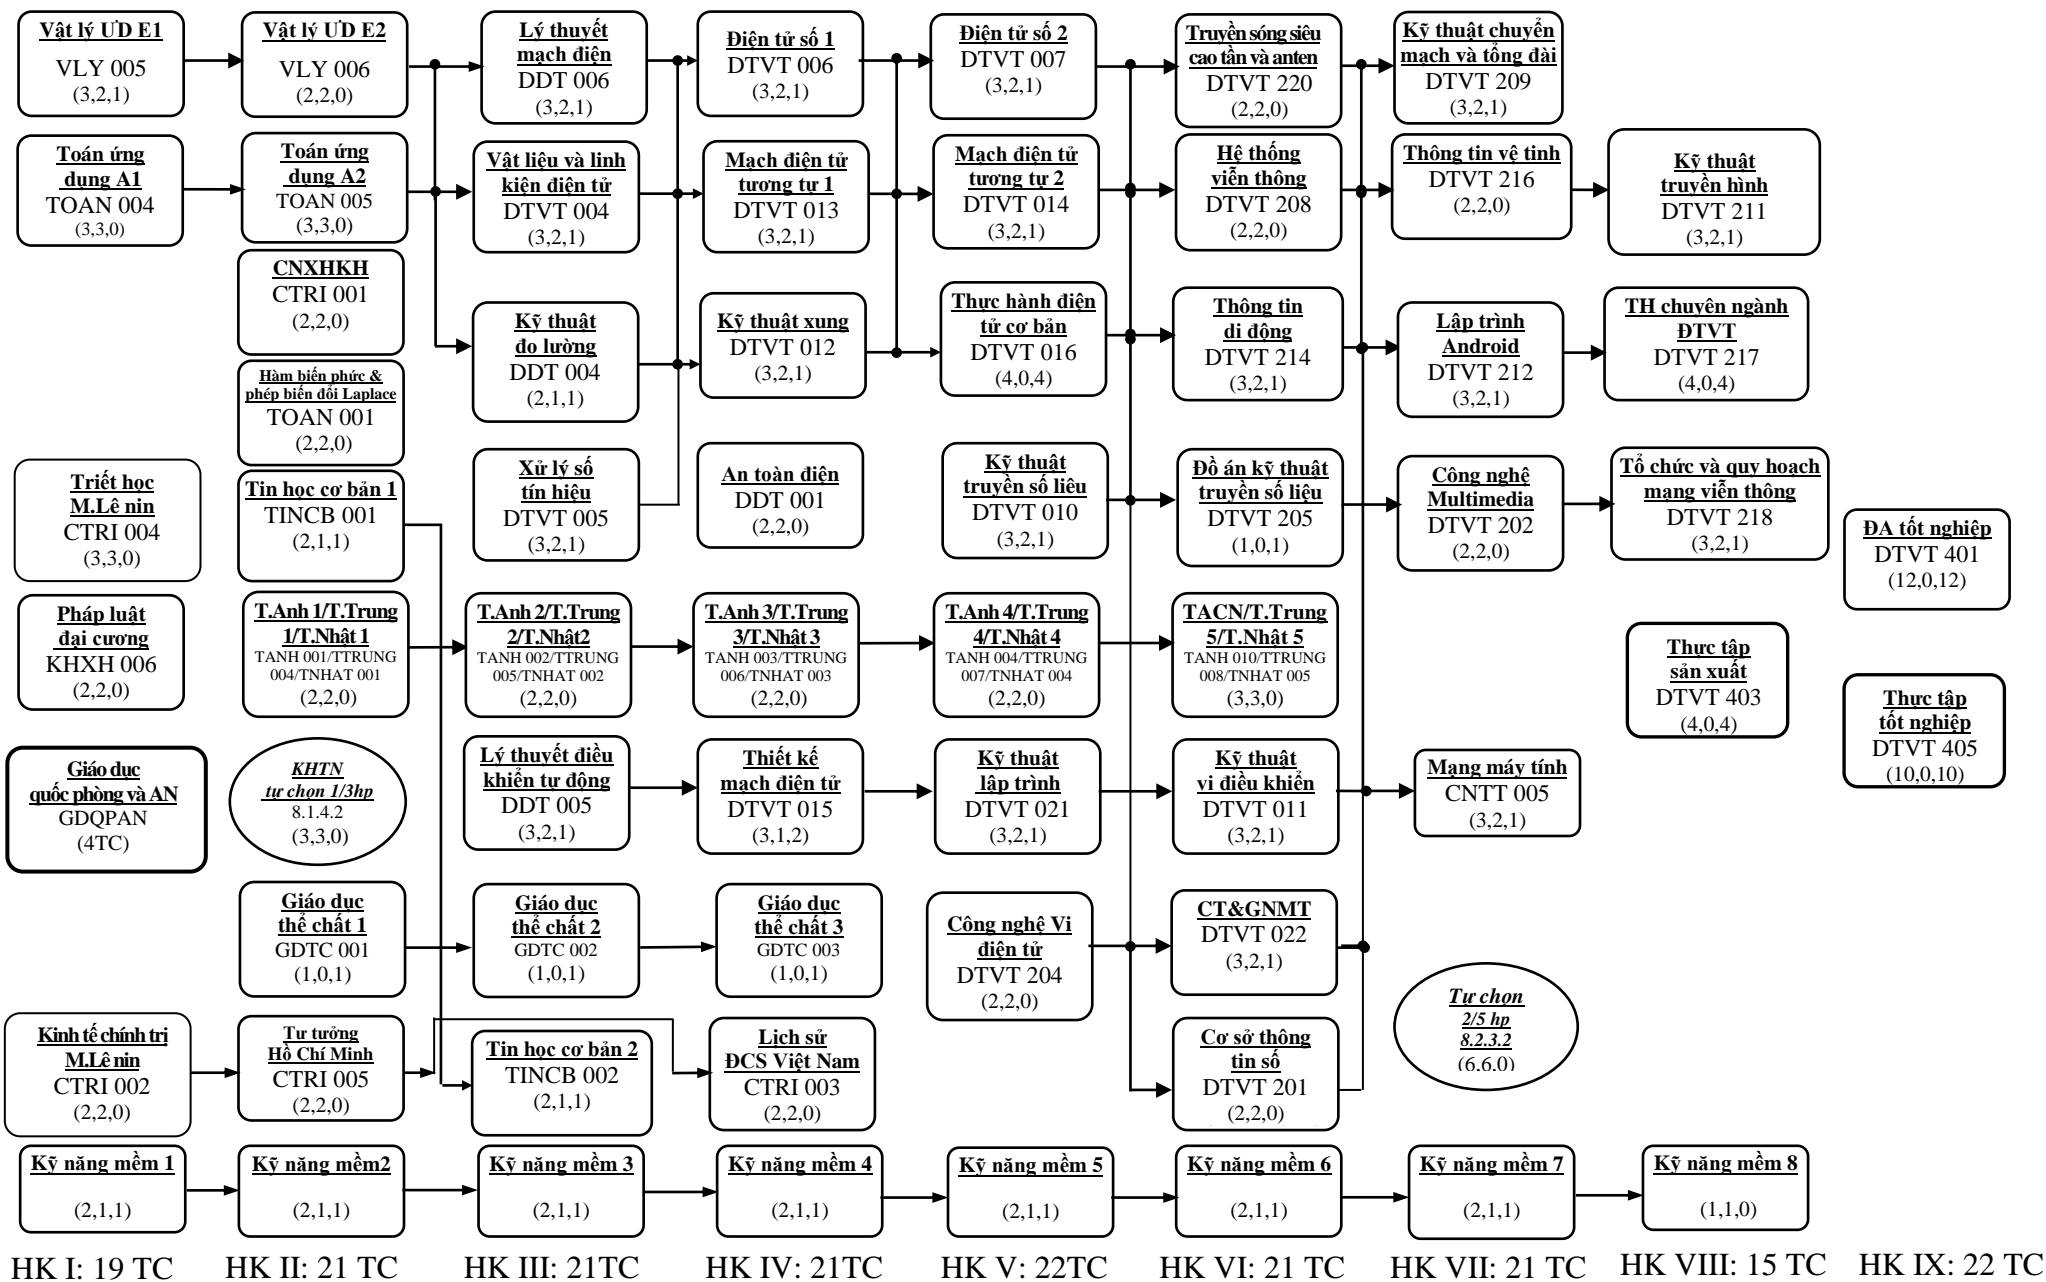 Vật lý ƯD E1
VLY 005
(3,2,1)
Vật lý ƯD E2
VLY 006
(2,2,0)
Lý thuyết
mạch điện
DDT 006
(3,2,1)
Điện tử số 1
DTVT 006
(3,2,1)
Điện tử số 2
DTVT 007
(3,2,1)
Truyền sóng siêu
cao tần và anten
DTVT 220
(2,2,0)
Kỹ thuật chuyển
mạch và tổng đài
DTVT 209
(3,2,1)
Toán ứng
dụng A1
TOAN 004
(3,3,0)
Toán ứng
dụng A2
TOAN 005
(3,3,0)
Vật liệu và linh
kiện điện tử
DTVT 004
(3,2,1)
Mạch điện tử
tương tự 1
DTVT 013
(3,2,1)
Mạch điện tử
tương tự 2
DTVT 014
(3,2,1)
Hệ thống
viễn thông
DTVT 208
(2,2,0)
Thông tin vệ tinh
DTVT 216
(2,2,0)
Kỹ thuật
truyền hình
DTVT 211
(3,2,1)
CNXHKH
CTRI 001
(2,2,0)
Kỹ thuật
đo lường
DDT 004
(2,1,1)
Kỹ thuật xung
DTVT 012
(3,2,1)
Thực hành điện
tử cơ bản
DTVT 016
(4,0,4)
Thông tin
di động
DTVT 214
(3,2,1)
Lập trình
Android
DTVT 212
(3,2,1)
TH chuyên ngành
ĐTVT
DTVT 217
(4,0,4)
Hàm biến phức &
phép biến đổi Laplace
TOAN 001
(2,2,0)
Triết học
M.Lê nin
CTRI 004
(3,3,0)
Tin học cơ bản 1
TINCB 001
(2,1,1)
Xử lý số
tín hiệu
DTVT 005
(3,2,1)
An toàn điện
DDT 001
(2,2,0)
Kỹ thuật
truyền số liêu
DTVT 010
(3,2,1)
Đồ án kỹ thuật
truyền số liệu
DTVT 205
(1,0,1)
Công nghệ
Multimedia
DTVT 202
(2,2,0)
Tổ chức và quy hoạch
mạng viễn thông
DTVT 218
(3,2,1)
ĐA tốt nghiệp
DTVT 401
(12,0,12)
Pháp luật
đại cương
KHXH 006
(2,2,0)
T.Anh 1/T.Trung
1/T.Nhật 1
TANH 001/TTRUNG
004/TNHAT 001
(2,2,0)
T.Anh 2/T.Trung
2/T.Nhật2
TANH 002/TTRUNG
005/TNHAT 002
(2,2,0)
T.Anh 3/T.Trung
3/T.Nhật 3
TANH 003/TTRUNG
006/TNHAT 003
(2,2,0)
T.Anh 4/T.Trung
4/T.Nhật 4
TANH 004/TTRUNG
007/TNHAT 004
(2,2,0)
TACN/T.Trung
5/T.Nhật 5
TANH 010/TTRUNG
008/TNHAT 005
(3,3,0)
Thực tập
sản xuất
DTVT 403
(4,0,4)
Thực tập
tốt nghiệp
DTVT 405
(10,0,10)
Giáo dục
quốc phòng và AN
GDQPAN
(4TC)
KHTN
tự chọn 1/3hp
8.1.4.2
(3,3,0)
Lý thuyết điều
khiển tự động
DDT 005
(3,2,1)
Thiết kế
mạch điện tử
DTVT 015
(3,1,2)
Kỹ thuật
lập trình
DTVT 021
(3,2,1)
Kỹ thuật
vi điều khiển
DTVT 011
(3,2,1)
Mạng máy tính
CNTT 005
(3,2,1)
Giáo dục
thể chất 1
GDTC 001
(1,0,1)
Giáo dục
thể chất 2
GDTC 002
(1,0,1)
Giáo dục
thể chất 3
GDTC 003
(1,0,1)
Công nghệ Vi
điện tử
DTVT 204
(2,2,0)
CT&GNMT
DTVT 022
(3,2,1)
Tự chọn
2/5 hp
8.2.3.2
(6,6,0)
Kinh tế chính trị
M.Lê nin
CTRI 002
(2,2,0)
Tư tưởng
Hồ Chí Minh
CTRI 005
(2,2,0)
Tin học cơ bản 2
TINCB 002
(2,1,1)
Lịch sử
ĐCS Việt Nam
CTRI 003
(2,2,0)
Cơ sở thông
tin số
DTVT 201
(2,2,0)
Kỹ năng mềm 1
(2,1,1)
Kỹ năng mềm2
(2,1,1)
Kỹ năng mềm 3
(2,1,1)
Kỹ năng mềm 4
(2,1,1)
Kỹ năng mềm 5
(2,1,1)
Kỹ năng mềm 6
(2,1,1)
Kỹ năng mềm 7
(2,1,1)
Kỹ năng mềm 8
(1,1,0)
HK I: 19 TC
HK II: 21 TC
HK III: 21TC
HK IV: 21TC
HK V: 22TC
HK VI: 21 TC
HK VII: 21 TC
HK VIII: 15 TC
HK IX: 22 TC